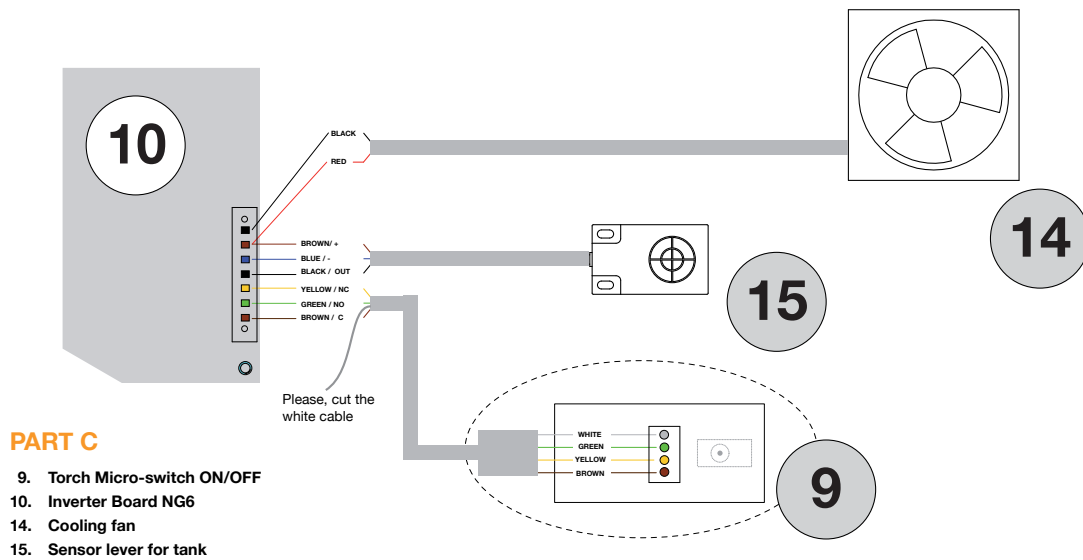 10
BLACK
RED
14
BROWN/ +
BLUE / -
BLACK / OUT
YELLOW / NC
GREEN / NO
BROWN / C
15
Please, cut the
white cable
WHITE
GREEN
YELLOW
BROWN
9
PART C
9. Torch Micro-switch ON/OFF
10. Inverter Board NG6
14. Cooling fan
15. Sensor lever for tank